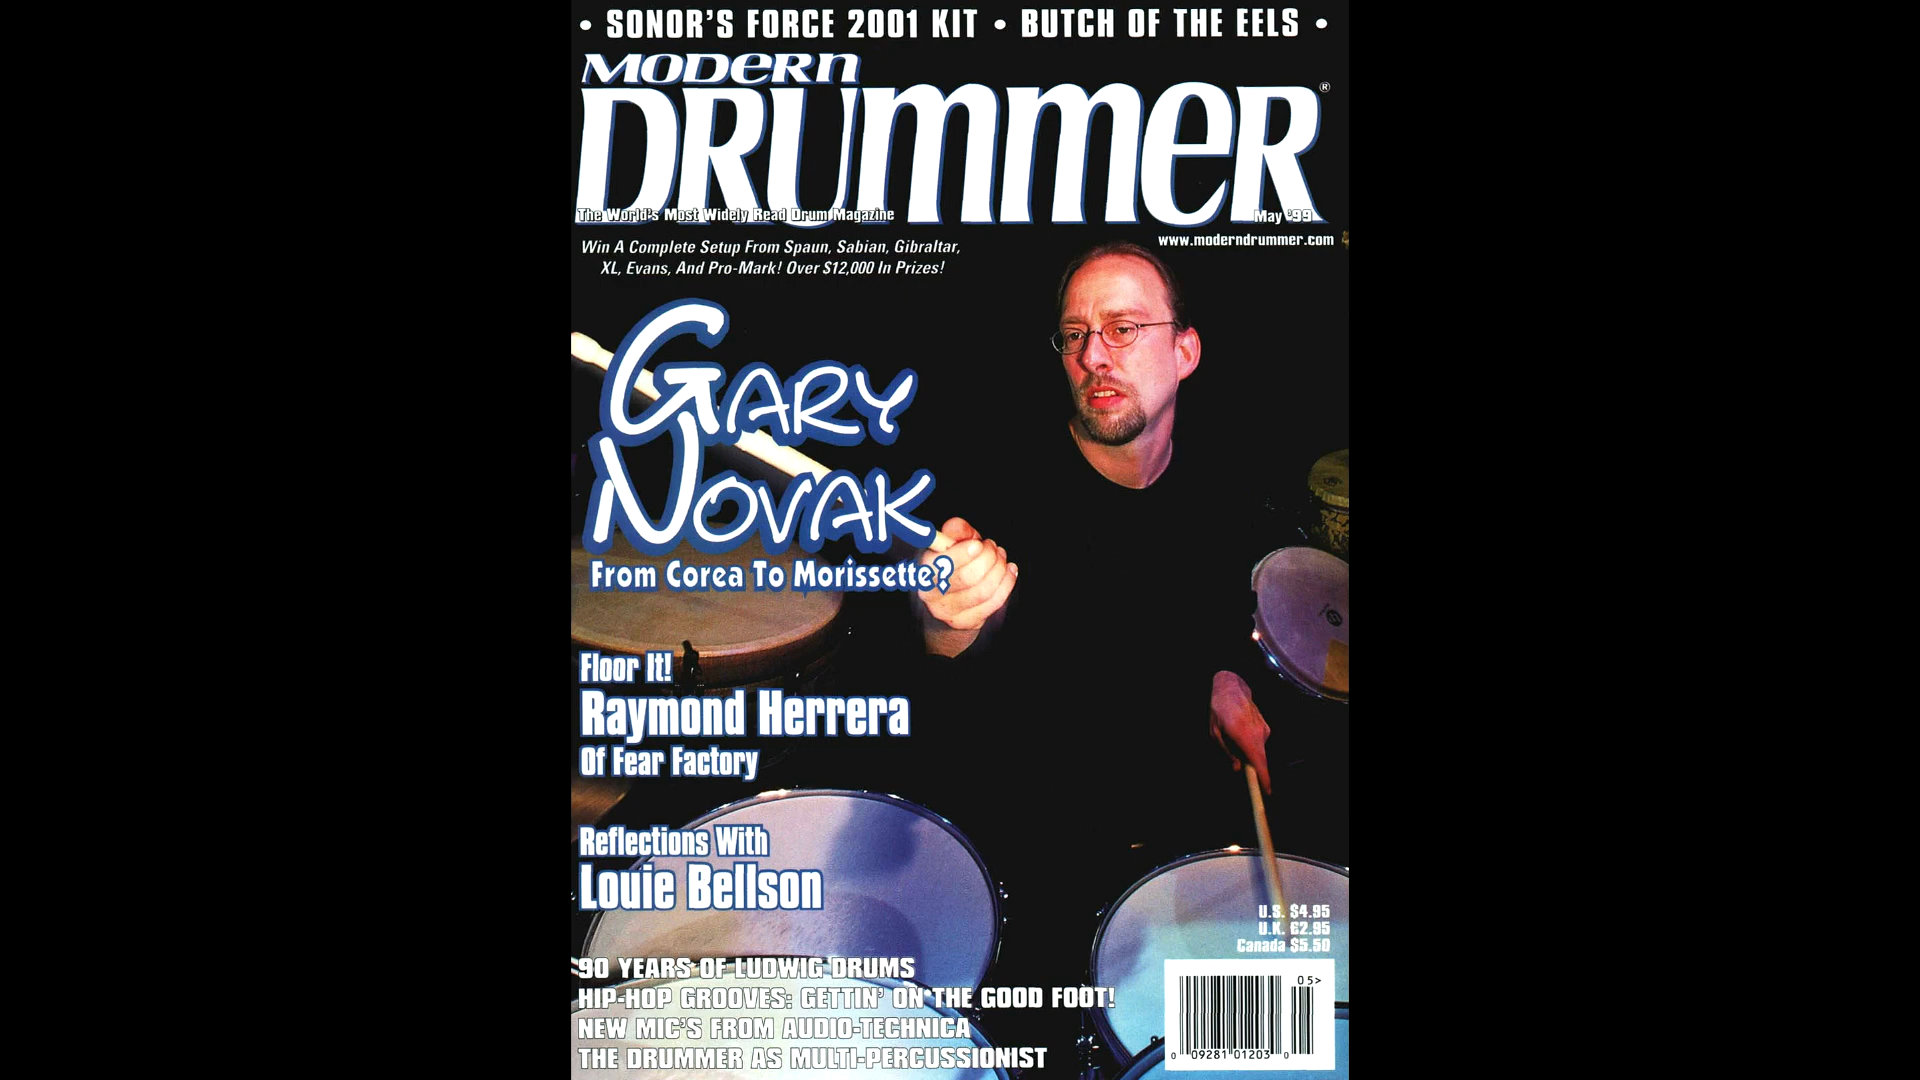 • SONOR'S FORCE 2001 KIT • BUTCH OF THE EELS •
MODERN
DRUMMER®
The World's Most Widely Read Drum Magazine
May '99
www.moderndrummer.com
Win A Complete Setup From Spaun, Sabian, Gibraltar,
XL, Evans, And Pro-Mark! Over $12,000 In Prizes!
GARY
NOVAK
From Corea To Morissette?
Floor It!
Raymond Herrera
Of Fear Factory
Reflections With
Louie Bellson
U.S. $4.95
U.K. £2.95
Canada $5.50
90 YEARS OF LUDWIG DRUMS
HIP-HOP GROOVES: GETTIN' ON THE GOOD FOOT!
NEW MIC'S FROM AUDIO-TECHNICA
THE DRUMMER AS MULTI-PERCUSSIONIST
05>
0 09281 01203 0